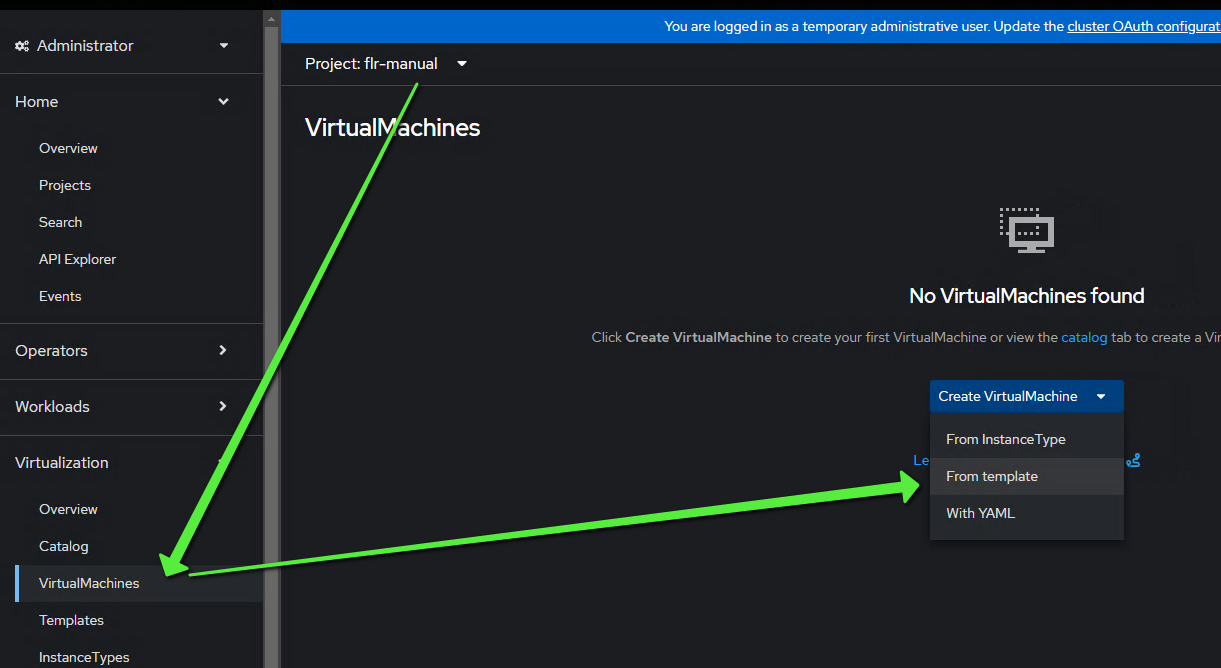 You are logged in as a temporary administrative user. Update the cluster OAuth configurat
Administrator
Home
Overview
Projects
Search
API Explorer
Events
Operators
Workloads
Virtualization
Overview
Catalog
VirtualMachines
Templates
InstanceTypes
Project: flr-manual
VirtualMachines
No VirtualMachines found
Click Create VirtualMachine to create your first VirtualMachine or view the catalog tab to create a Vir
Create VirtualMachine
From InstanceType
Le
From template
With YAML